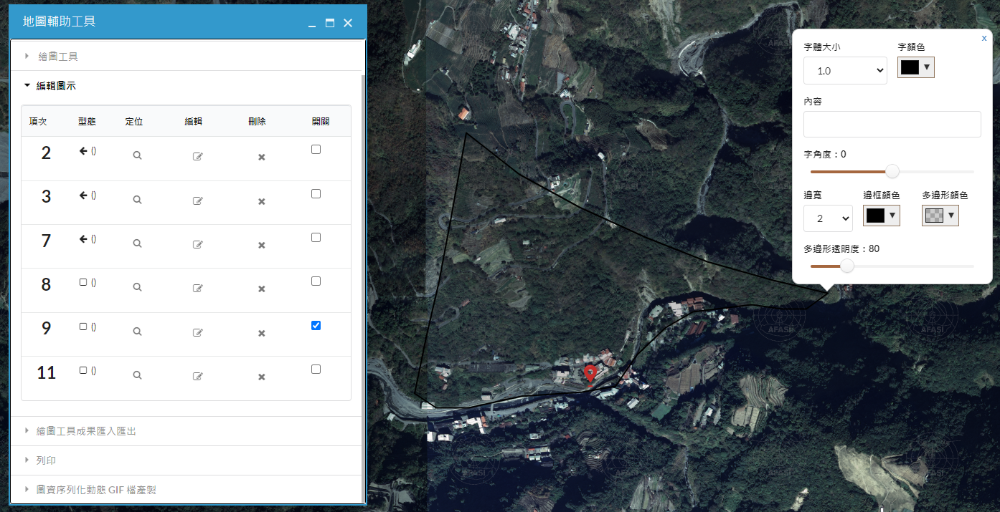 地圖輔助工具
繪圖工具
編輯圖示
項次 型態 定位 編輯 刪除 開關
2 ()
3 ()
7 ()
8 ()
9 ()
11 ()
繪圖工具成果匯入匯出
列印
圖資序列化動態 GIF 檔產製
x
字體大小 字顏色
1.0
內容
字角度：0
邊寬 邊框顏色 多邊形顏色
2
多邊形透明度：80
AFASI
AFASI
AFASI
AFASI
AFASI
AFASI